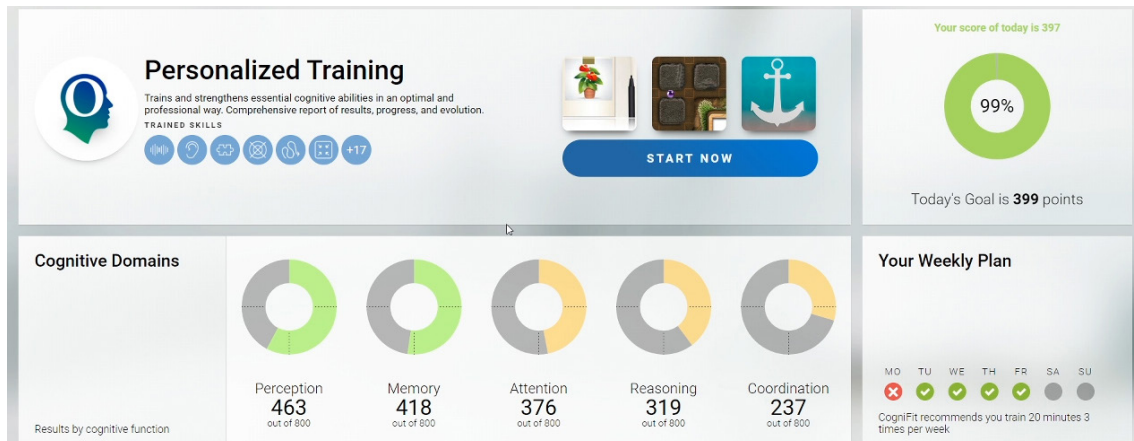 Personalized Training
Trains and strengthens essential cognitive abilities in an optimal and
professional way. Comprehensive report of results, progress, and evolution.
TRAINED SKILLS
+17
START NOW
Your score of today is 397
99%
Today's Goal is 399 points
Cognitive Domains
Results by cognitive function
Perception
463
out of 800
Memory
418
out of 800
Attention
376
out of 800
Reasoning
319
out of 800
Coordination
237
out of 800
Your Weekly Plan
MO TU WE TH FR SA SU
CogniFit recommends you train 20 minutes 3
times per week